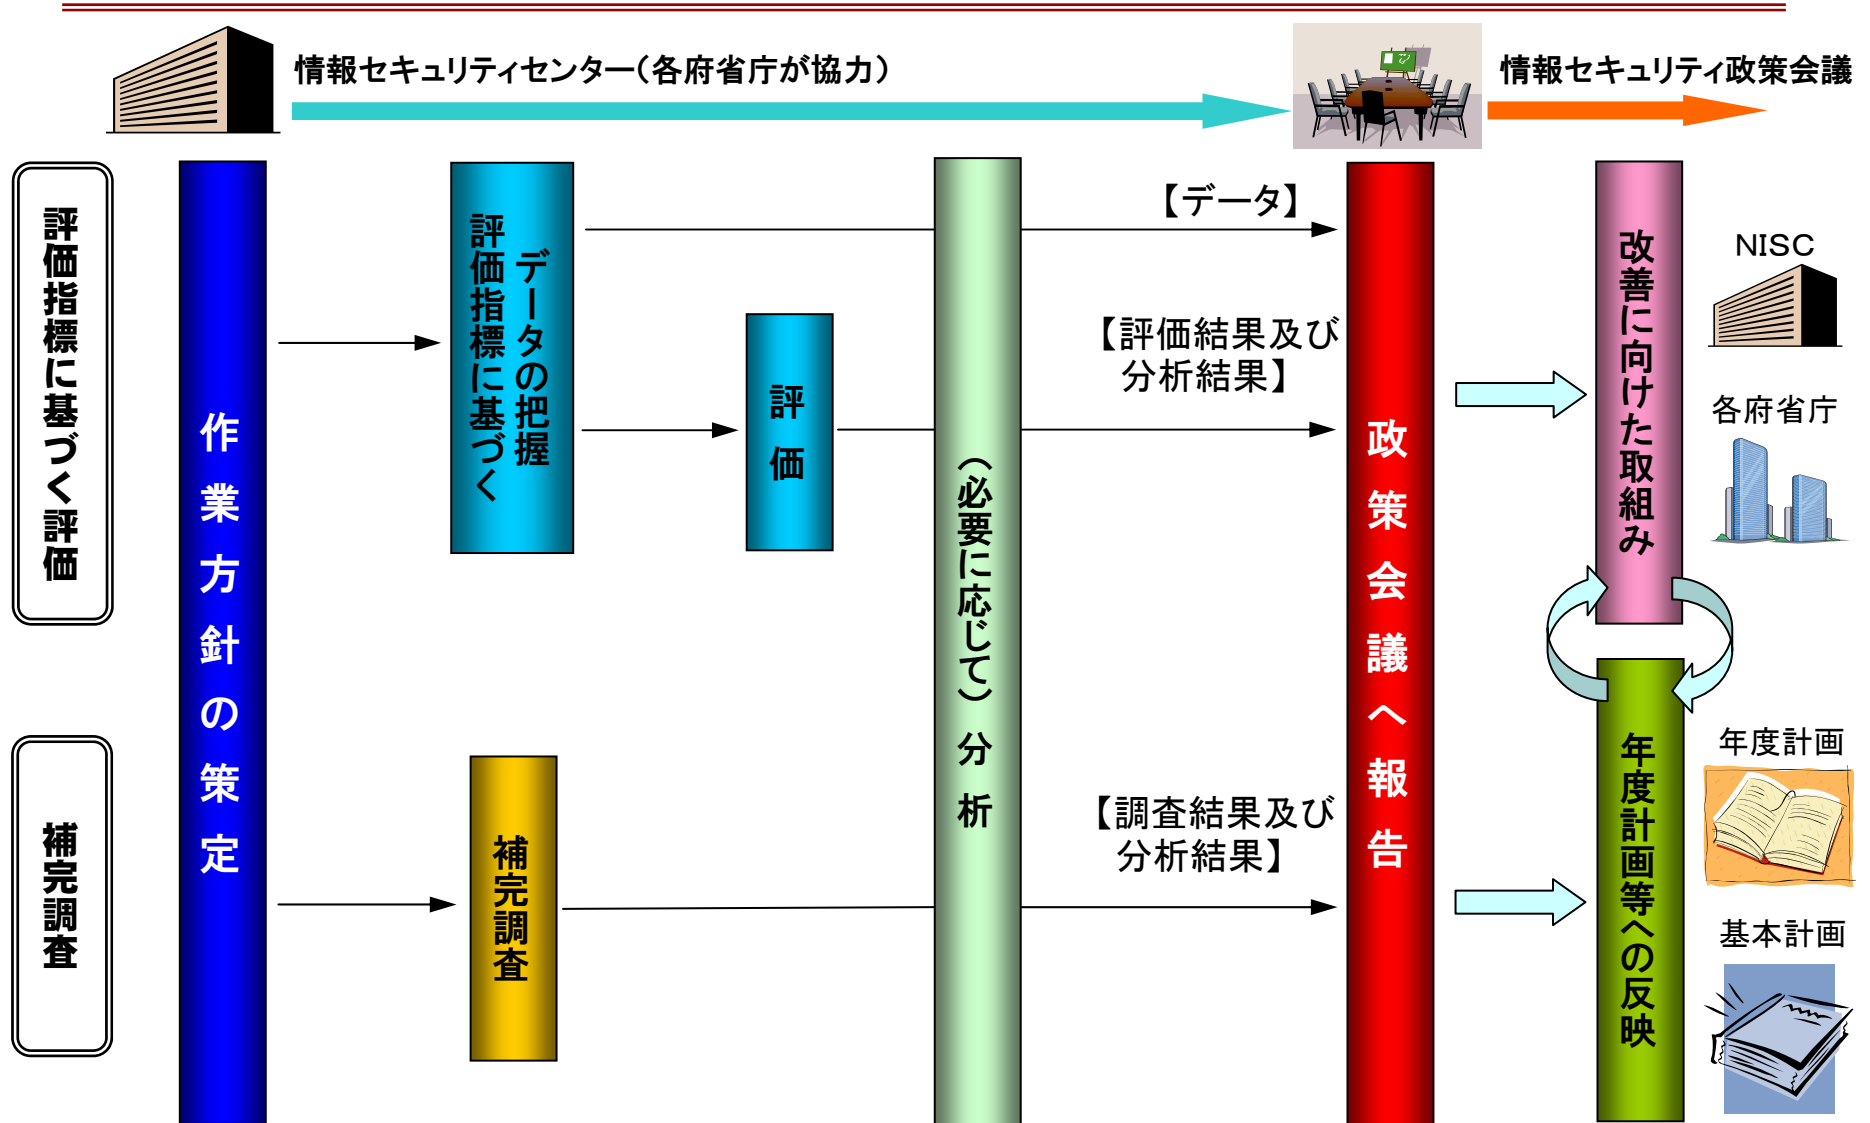 情報セキュリティセンター（各府省庁が協力）
情報セキュリティ政策会議
評価指標に基づく評価
補完調査
作業方針の策定
評価指標に基づく
データの把握
評価
補完調査
（必要に応じて）分析
【データ】
【評価結果及び
分析結果】
【調査結果及び
分析結果】
政策会議へ報告
改善に向けた取組み
年度計画等への反映
NISC
各府省庁
年度計画
基本計画